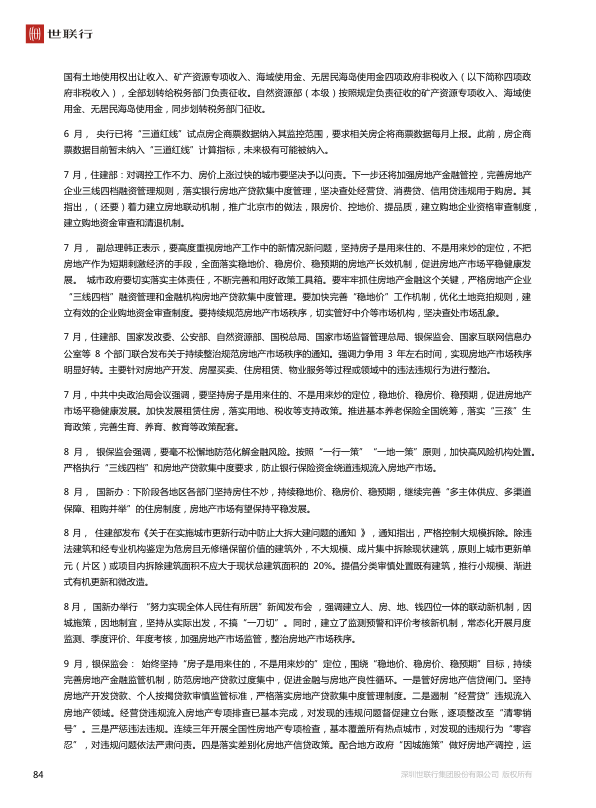 世联行
国有土地使用权出让收入、矿产资源专项收入、海域使用金、无居民海岛使用金四项政府非税收入（以下简称四项政
府非税收入），全部划转给税务部门负责征收。自然资源部（本级）按照规定负责征收的矿产资源专项收入、海域使
用金、无居民海岛使用金，同步划转税务部门征收。
6 月， 央行已将“三道红线”试点房企商票数据纳入其监控范围，要求相关房企将商票数据每月上报。此前，房企商
票数据目前暂未纳入“三道红线”计算指标，未来极有可能被纳入。
7 月，住建部：对调控工作不力、房价上涨过快的城市要坚决予以问责。下一步还将加强房地产金融管控，完善房地产
企业三线四档融资管理规则，落实银行房地产贷款集中度管理，坚决查处经营贷、消费贷、信用贷违规用于购房。其
指出，（还要）着力建立房地联动机制，推广北京市的做法，限房价、控地价、提品质，建立购地企业资格审查制度，
建立购地资金审查和清退机制。
7 月， 副总理韩正表示，要高度重视房地产工作中的新情况新问题，坚持房子是用来住的、不是用来炒的定位，不把
房地产作为短期刺激经济的手段，全面落实稳地价、稳房价、稳预期的房地产长效机制，促进房地产市场平稳健康发
展。 城市政府要切实落实主体责任，不断完善和用好政策工具箱。要牢牢抓住房地产金融这个关键，严格房地产企业
“三线四档”融资管理和金融机构房地产贷款集中度管理。要加快完善“稳地价”工作机制，优化土地竞拍规则，建
立有效的企业购地资金审查制度。要持续规范房地产市场秩序，切实管好中介等市场机构，坚决查处市场乱象。
7 月，住建部、国家发改委、公安部、自然资源部、国税总局、国家市场监督管理总局、银保监会、国家互联网信息办
公室等 8 个部门联合发布关于持续整治规范房地产市场秩序的通知。强调力争用 3 年左右时间，实现房地产市场秩序
明显好转。主要针对房地产开发、房屋买卖、住房租赁、物业服务等过程或领域中的违法违规行为进行整治。
7 月，中共中央政治局会议强调，要坚持房子是用来住的、不是用来炒的定位，稳地价、稳房价、稳预期，促进房地产
市场平稳健康发展。加快发展租赁住房，落实用地、税收等支持政策。推进基本养老保险全国统筹，落实“三孩”生
育政策，完善生育、养育、教育等政策配套。
8 月， 银保监会强调，要毫不松懈地防范化解金融风险。按照“一行一策”“一地一策”原则，加快高风险机构处置。
严格执行“三线四档”和房地产贷款集中度要求，防止银行保险资金绕道违规流入房地产市场。
8 月， 国新办：下阶段各地区各部门坚持房住不炒，持续稳地价、稳房价、稳预期，继续完善“多主体供应、多渠道
保障、租购并举”的住房制度，房地产市场有望保持平稳发展。
8 月， 住建部发布《关于在实施城市更新行动中防止大拆大建问题的通知 》，通知指出，严格控制大规模拆除。除违
法建筑和经专业机构鉴定为危房且无修缮保留价值的建筑外，不大规模、成片集中拆除现状建筑，原则上城市更新单
元（片区）或项目内拆除建筑面积不应大于现状总建筑面积的 20%。提倡分类审慎处置既有建筑，推行小规模、渐进
式有机更新和微改造。
8 月， 国新办举行 “努力实现全体人民住有所居”新闻发布会 ，强调建立人、房、地、钱四位一体的联动新机制，因
城施策，因地制宜，坚持从实际出发，不搞“一刀切”。同时，建立了监测预警和评价考核新机制，常态化开展月度
监测、季度评价、年度考核，加强房地产市场监管，整治房地产市场秩序。
9 月，银保监会： 始终坚持“房子是用来住的，不是用来炒的”定位，围绕“稳地价、稳房价、稳预期”目标，持续
完善房地产金融监管机制，防范房地产贷款过度集中，促进金融与房地产良性循环。一是管好房地产信贷闸门。坚持
房地产开发贷款、个人按揭贷款审慎监管标准，严格落实房地产贷款集中度管理制度。二是遏制“经营贷”违规流入
房地产领域。经营贷违规流入房地产专项排查已基本完成，对发现的违规问题督促建立台账，逐项整改至“清零销
号”。三是严惩违法违规。连续三年开展全国性房地产专项检查，基本覆盖所有热点城市，对发现的违规行为“零容
忍”，对违规问题依法严肃问责。四是落实差别化房地产信贷政策。配合地方政府“因城施策”做好房地产调控，运
84
深圳世联行集团股份有限公司 版权所有